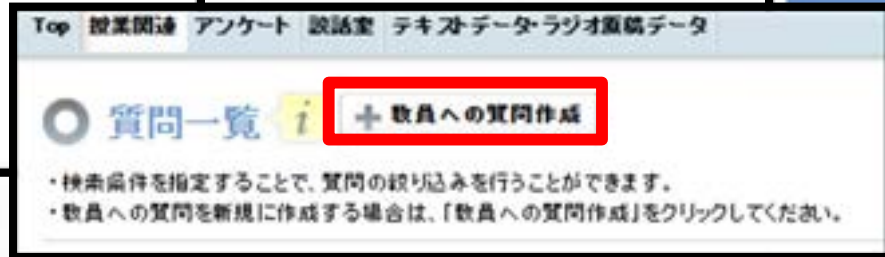 Top 授業関連 アンケート 談話室 テキストデータ・ラジオ原稿データ
質問一覧 i + 教員への質問作成
・検索条件を指定することで、質問の絞り込みを行うことができます。
・教員への質問を新規に作成する場合は、「教員への質問作成」をクリックしてください。